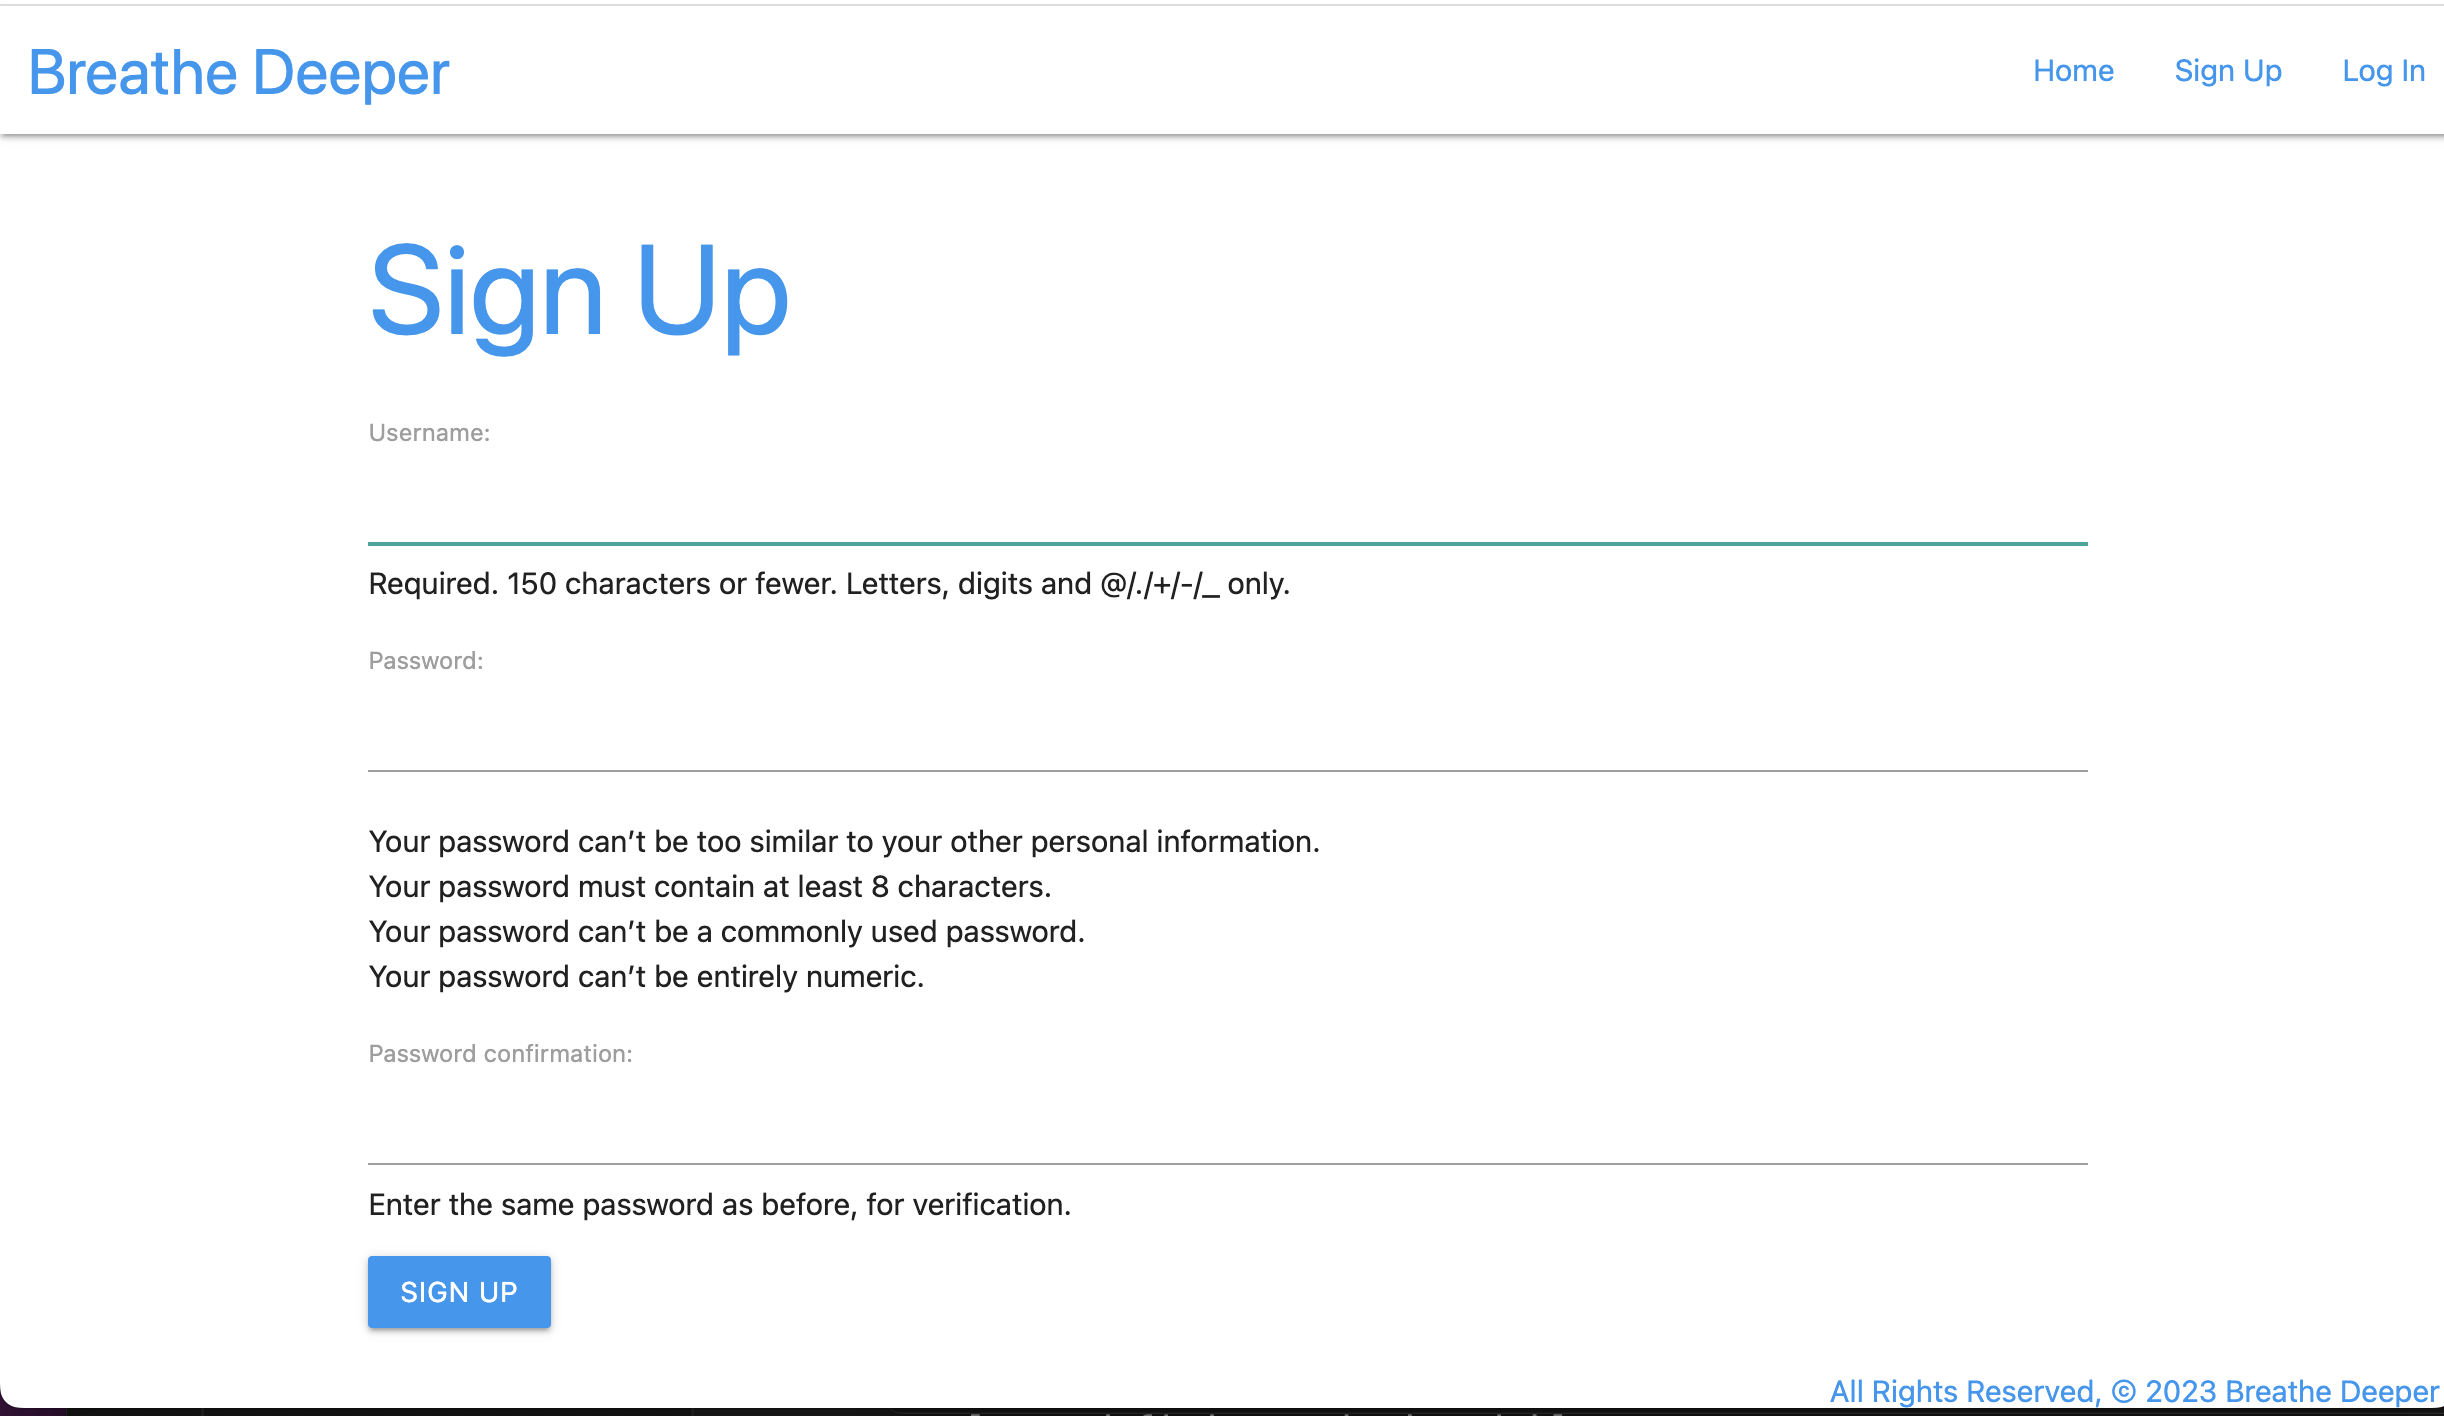 Breathe Deeper
Home Sign Up Log In
Sign Up
Username:
Required. 150 characters or fewer. Letters, digits and @/./+/-/_ only.
Password:
Your password can’t be too similar to your other personal information.
Your password must contain at least 8 characters.
Your password can’t be a commonly used password.
Your password can’t be entirely numeric.
Password confirmation:
Enter the same password as before, for verification.
SIGN UP
All Rights Reserved, © 2023 Breathe Deeper